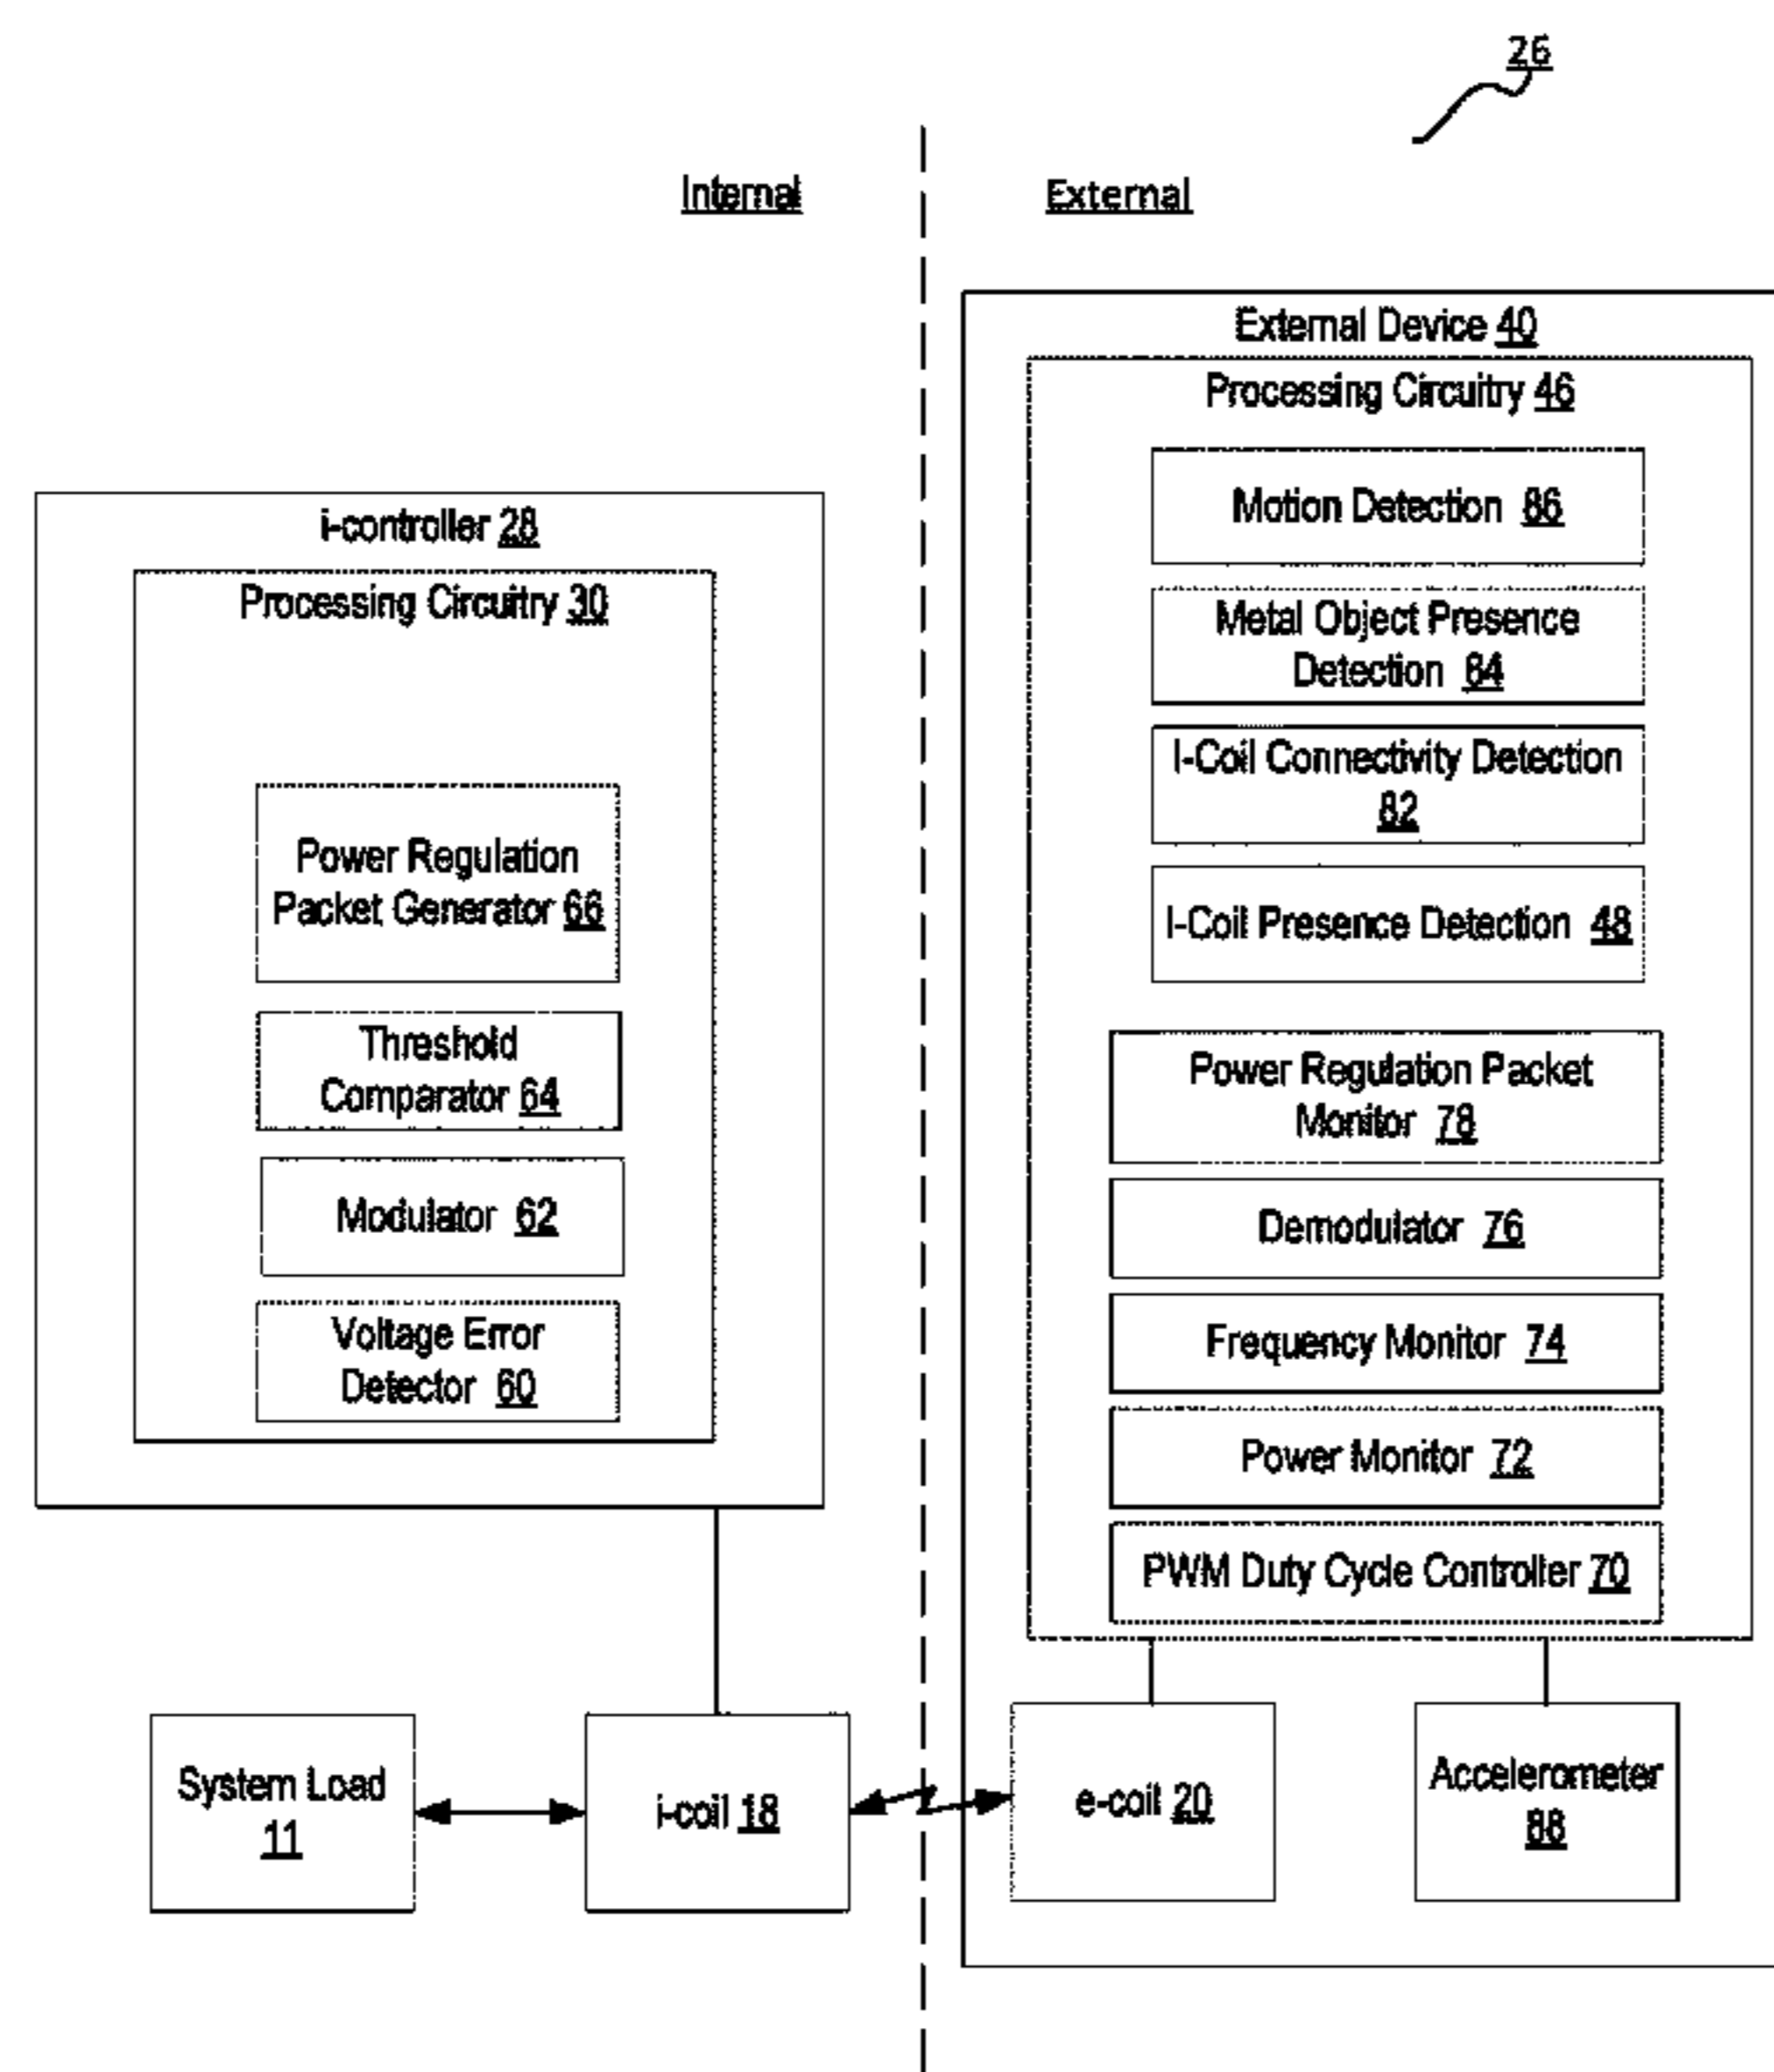 26
Internal
External
External Device 40
Processing Circuitry 46
Motion Detection 86
Metal Object Presence
Detection 84
I-Coil Connectivity Detection
82
I-Coil Presence Detection 48
Power Regulation Packet
Monitor 78
Demodulator 76
Frequency Monitor 74
Power Monitor 72
PWM Duty Cycle Controller 70
i-controller 28
Processing Circuitry 30
Power Regulation
Packet Generator 66
Threshold
Comparator 64
Modulator 62
Voltage Error
Detector 60
System Load
11
i-coil 18
e-coil 20
Accelerometer
88